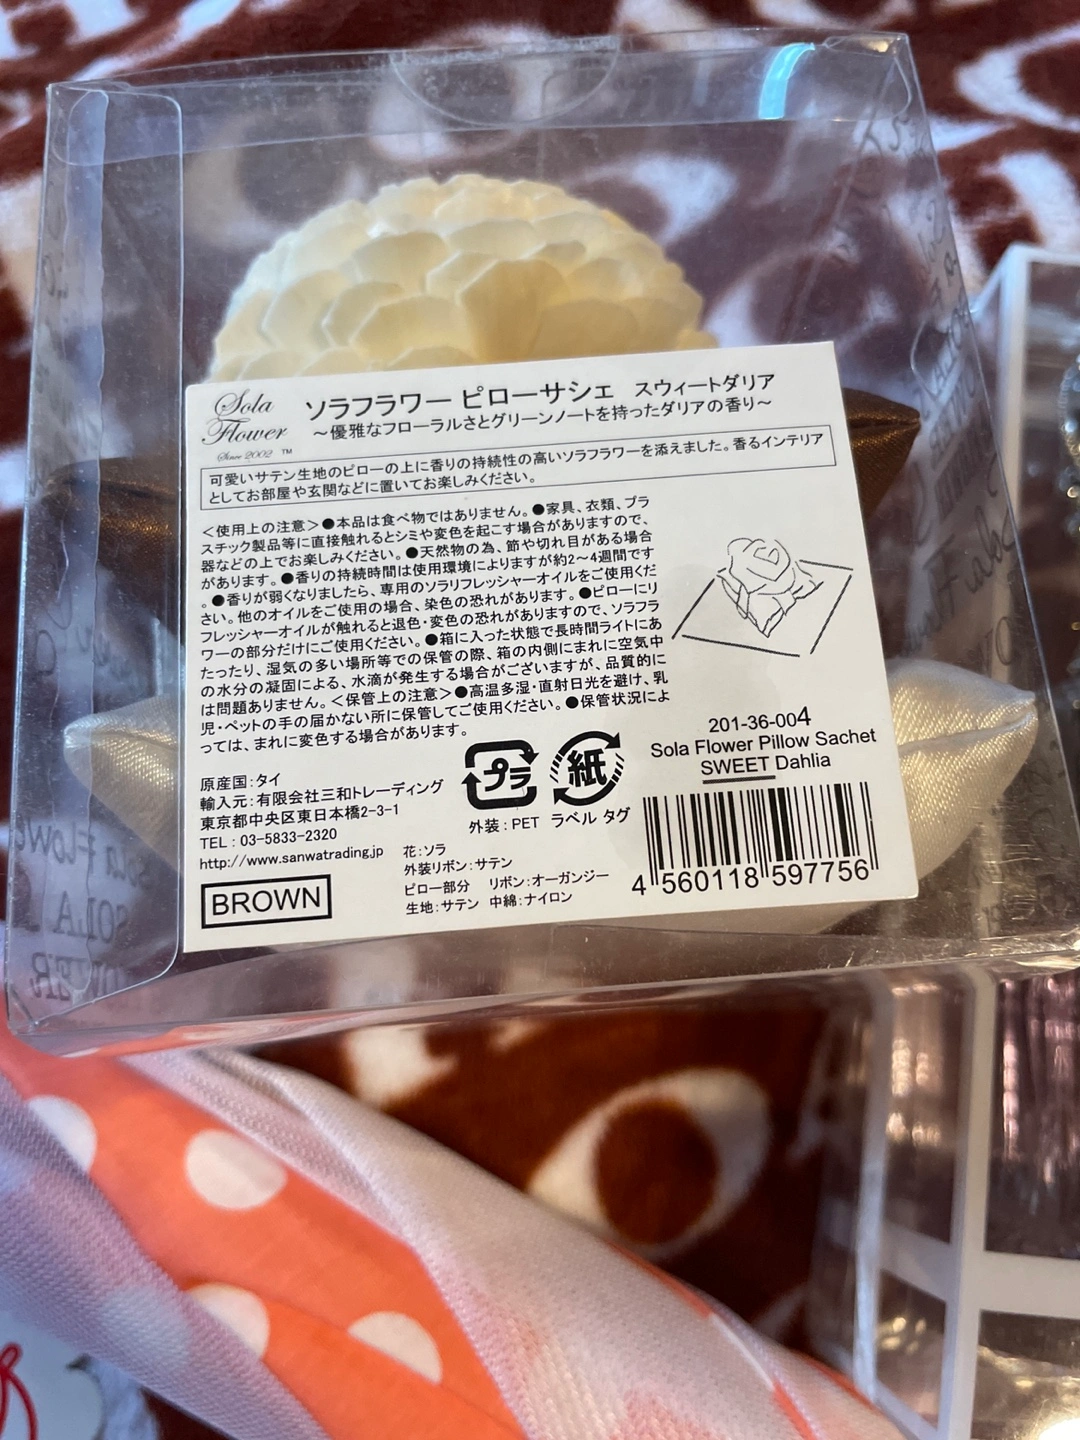 Sola
Flower
Since 2002 ™
ソラフラワー ピローサシェ スウィートダリア
～優雅なフローラルさとグリーンノートを持ったダリアの香り～
可愛いサテン生地のピローの上に香りの持続性の高いソラフラワーを添えました。香るインテリア
としてお部屋や玄関などに置いてお楽しみください。
＜使用上の注意＞●本品は食べ物ではありません。●家具、衣類、プラ
スチック製品等に直接触れるとシミや変色を起こす場合がありますので、
器などの上でお楽しみください。●天然物の為、節や切れ目がある場合
があります。●香りの持続時間は使用環境によりますが約2～4週間です
。●香りが弱くなりましたら、専用のソラリフレッシャーオイルをご使用くだ
さい。他のオイルをご使用の場合、染色の恐れがあります。●ピローにリ
フレッシャーオイルが触れると退色・変色の恐れがありますので、ソラフラ
ワーの部分だけにご使用ください。●箱に入った状態で長時間ライトにあ
たったり、湿気の多い場所等での保管の際、箱の内側にまれに空気中
の水分の凝固による、水滴が発生する場合がございますが、品質的に
は問題ありません。＜保管上の注意＞●高温多湿・直射日光を避け、乳
児・ペットの手の届かない所に保管してご使用ください。●保管状況によ
っては、まれに変色する場合があります。
原産国：タイ
輸入元：有限会社三和トレーディング
東京都中央区東日本橋2-3-1
TEL：03-5833-2320
http://www.sanwatrading.jp
BROWN
プラ
紙
外装：PET ラベル タグ
花：ソラ
外装リボン：サテン
ピロー部分 リボン：オーガンジー
生地：サテン 中綿：ナイロン
201-36-004
Sola Flower Pillow Sachet
SWEET Dahlia
4 560118 597756